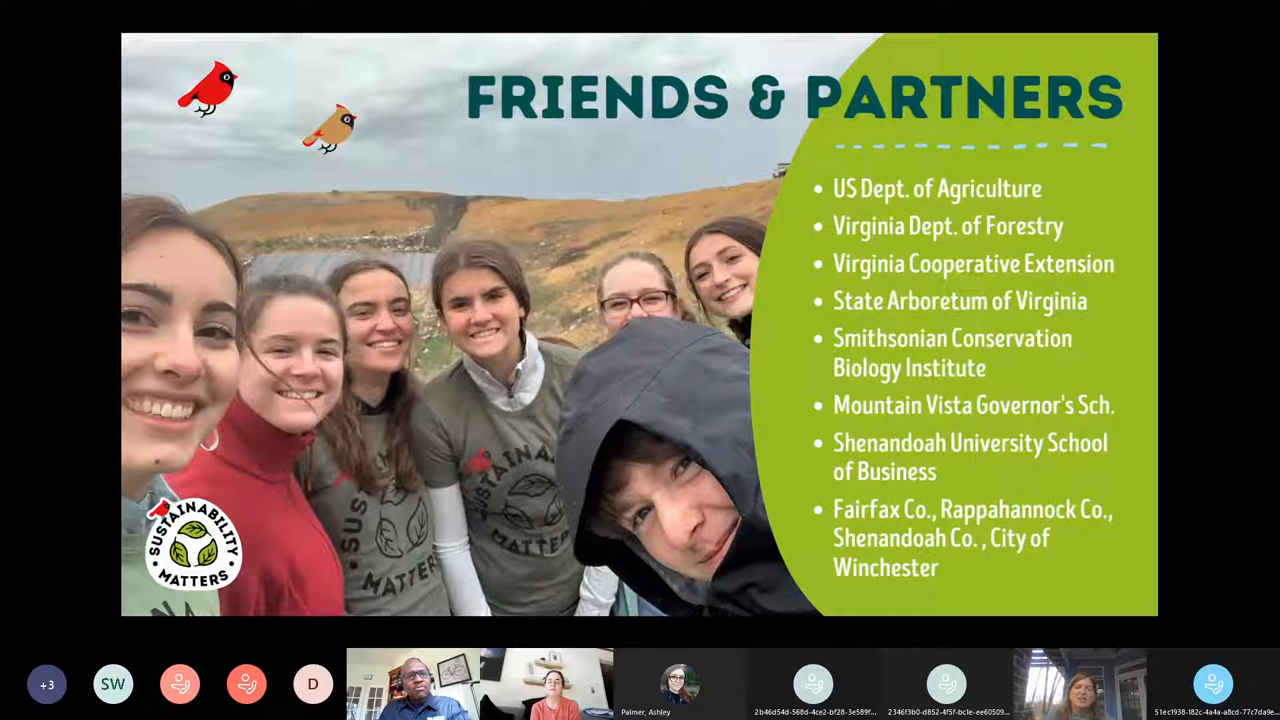 FRIENDS & PARTNERS
• US Dept. of Agriculture
• Virginia Dept. of Forestry
• Virginia Cooperative Extension
• State Arboretum of Virginia
• Smithsonian Conservation
Biology Institute
• Mountain Vista Governor's Sch.
• Shenandoah University School
of Business
• Fairfax Co., Rappahannock Co.,
Shenandoah Co. , City of
Winchester
SUSTAINABILITY
• MATTERS •
+3
SW
D
Palmer, Ashley